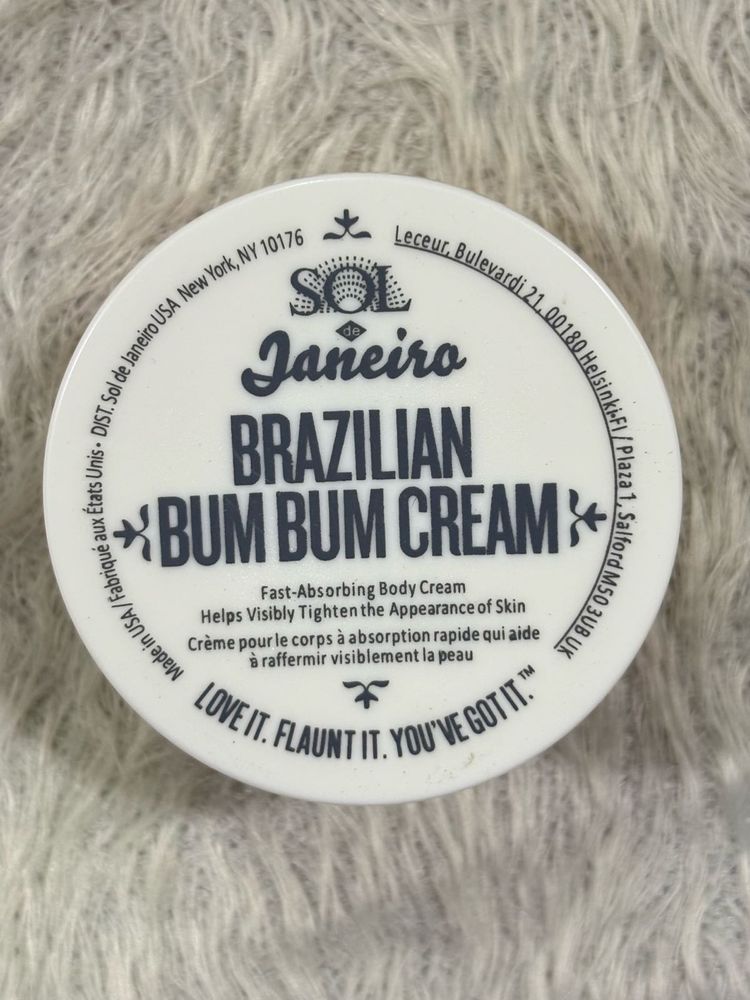 SOL
de
Janeiro
BRAZILIAN
BUM BUM CREAM
Fast-Absorbing Body Cream
Helps Visibly Tighten the Appearance of Skin
Crème pour le corps à absorption rapide qui aide
à raffermir visiblement la peau
LOVE IT. FLAUNT IT. YOU'VE GOT IT.™
Made in USA / Fabriqué aux États Unis • DIST. Sol de Janeiro USA New York, NY 10176
Leceur, Bulevardi 21, 00180 Helsinki-FI / Plaza 1, Salford M50 3UB UK